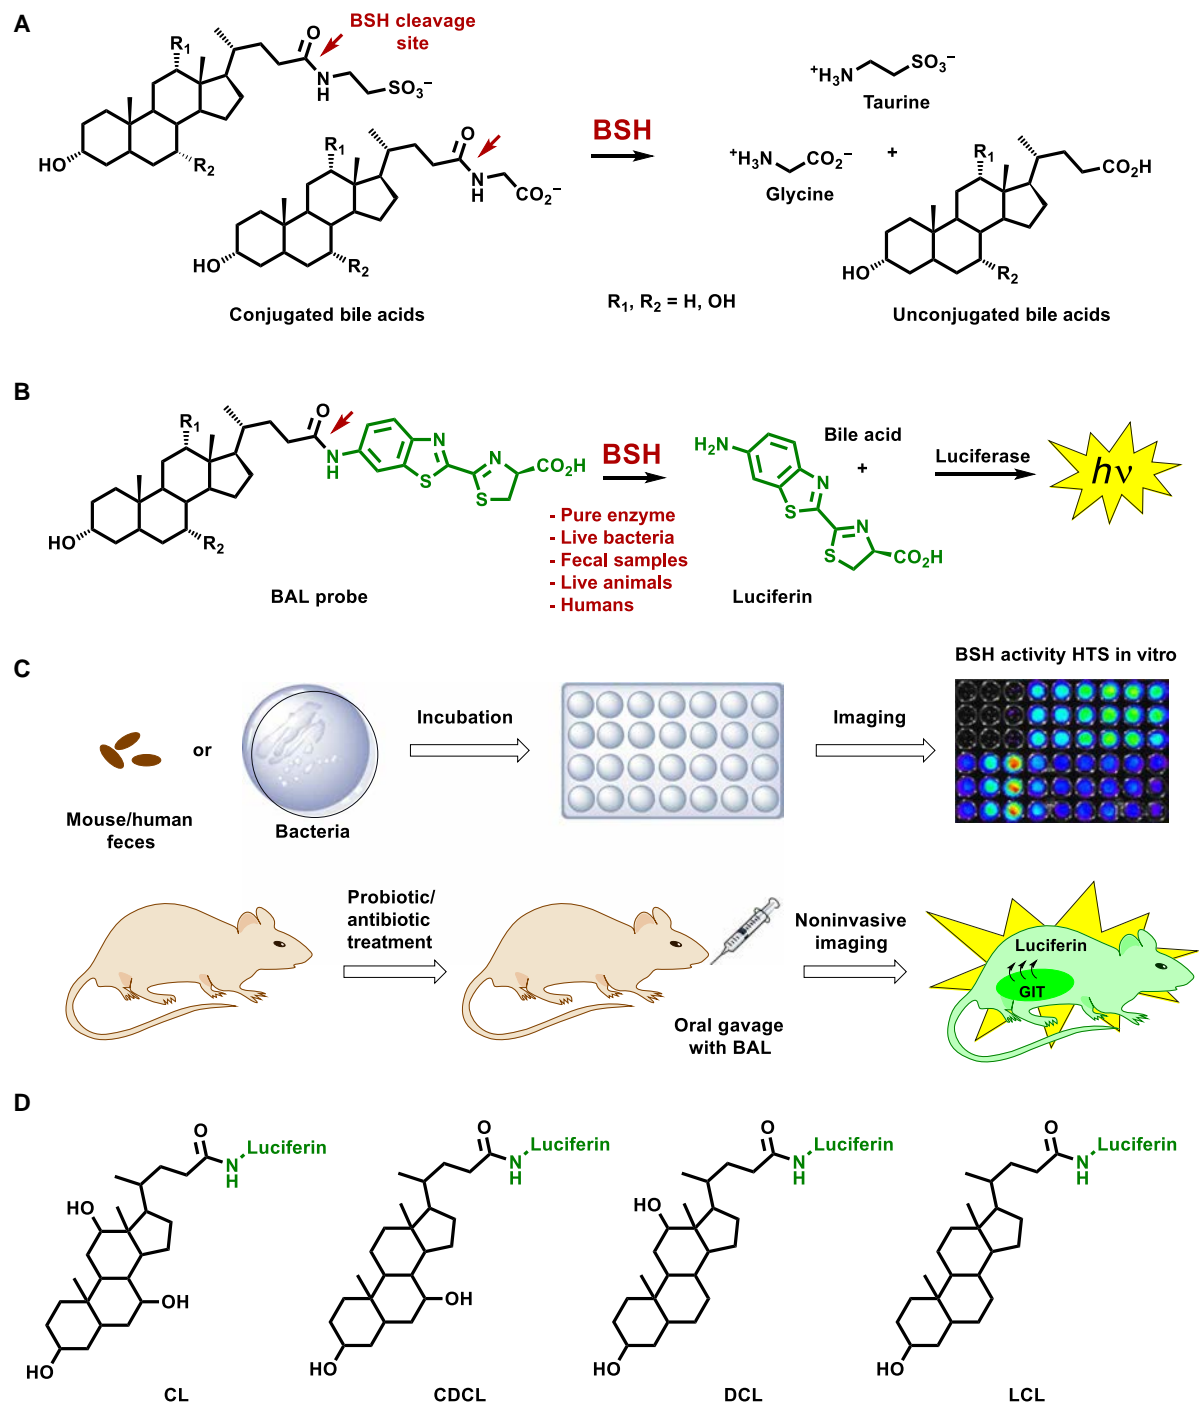 A
BSH cleavage
site
R1
O
N
H
SO3−
HO
R2
R1
O
N
H
CO2−
HO
R2
Conjugated bile acids
BSH
+H3N
SO3−
Taurine
+H3N
CO2−
+
Glycine
R1
CO2H
HO
R2
R1, R2 = H, OH
Unconjugated bile acids
B
R1
O
N
H
N
S
N
S
CO2H
HO
R2
BAL probe
BSH
- Pure enzyme
- Live bacteria
- Fecal samples
- Live animals
- Humans
H2N
N
S
N
S
CO2H
Luciferin
Bile acid
+
Luciferase
hν
C
Mouse/human
feces
or
Bacteria
Incubation
Imaging
BSH activity HTS in vitro
Probiotic/
antibiotic
treatment
Oral gavage
with BAL
Noninvasive
imaging
Luciferin
GIT
D
O
Luciferin
N
H
HO
OH
HO
CL
O
Luciferin
N
H
OH
HO
CDCL
O
Luciferin
N
H
HO
HO
DCL
O
Luciferin
N
H
HO
LCL